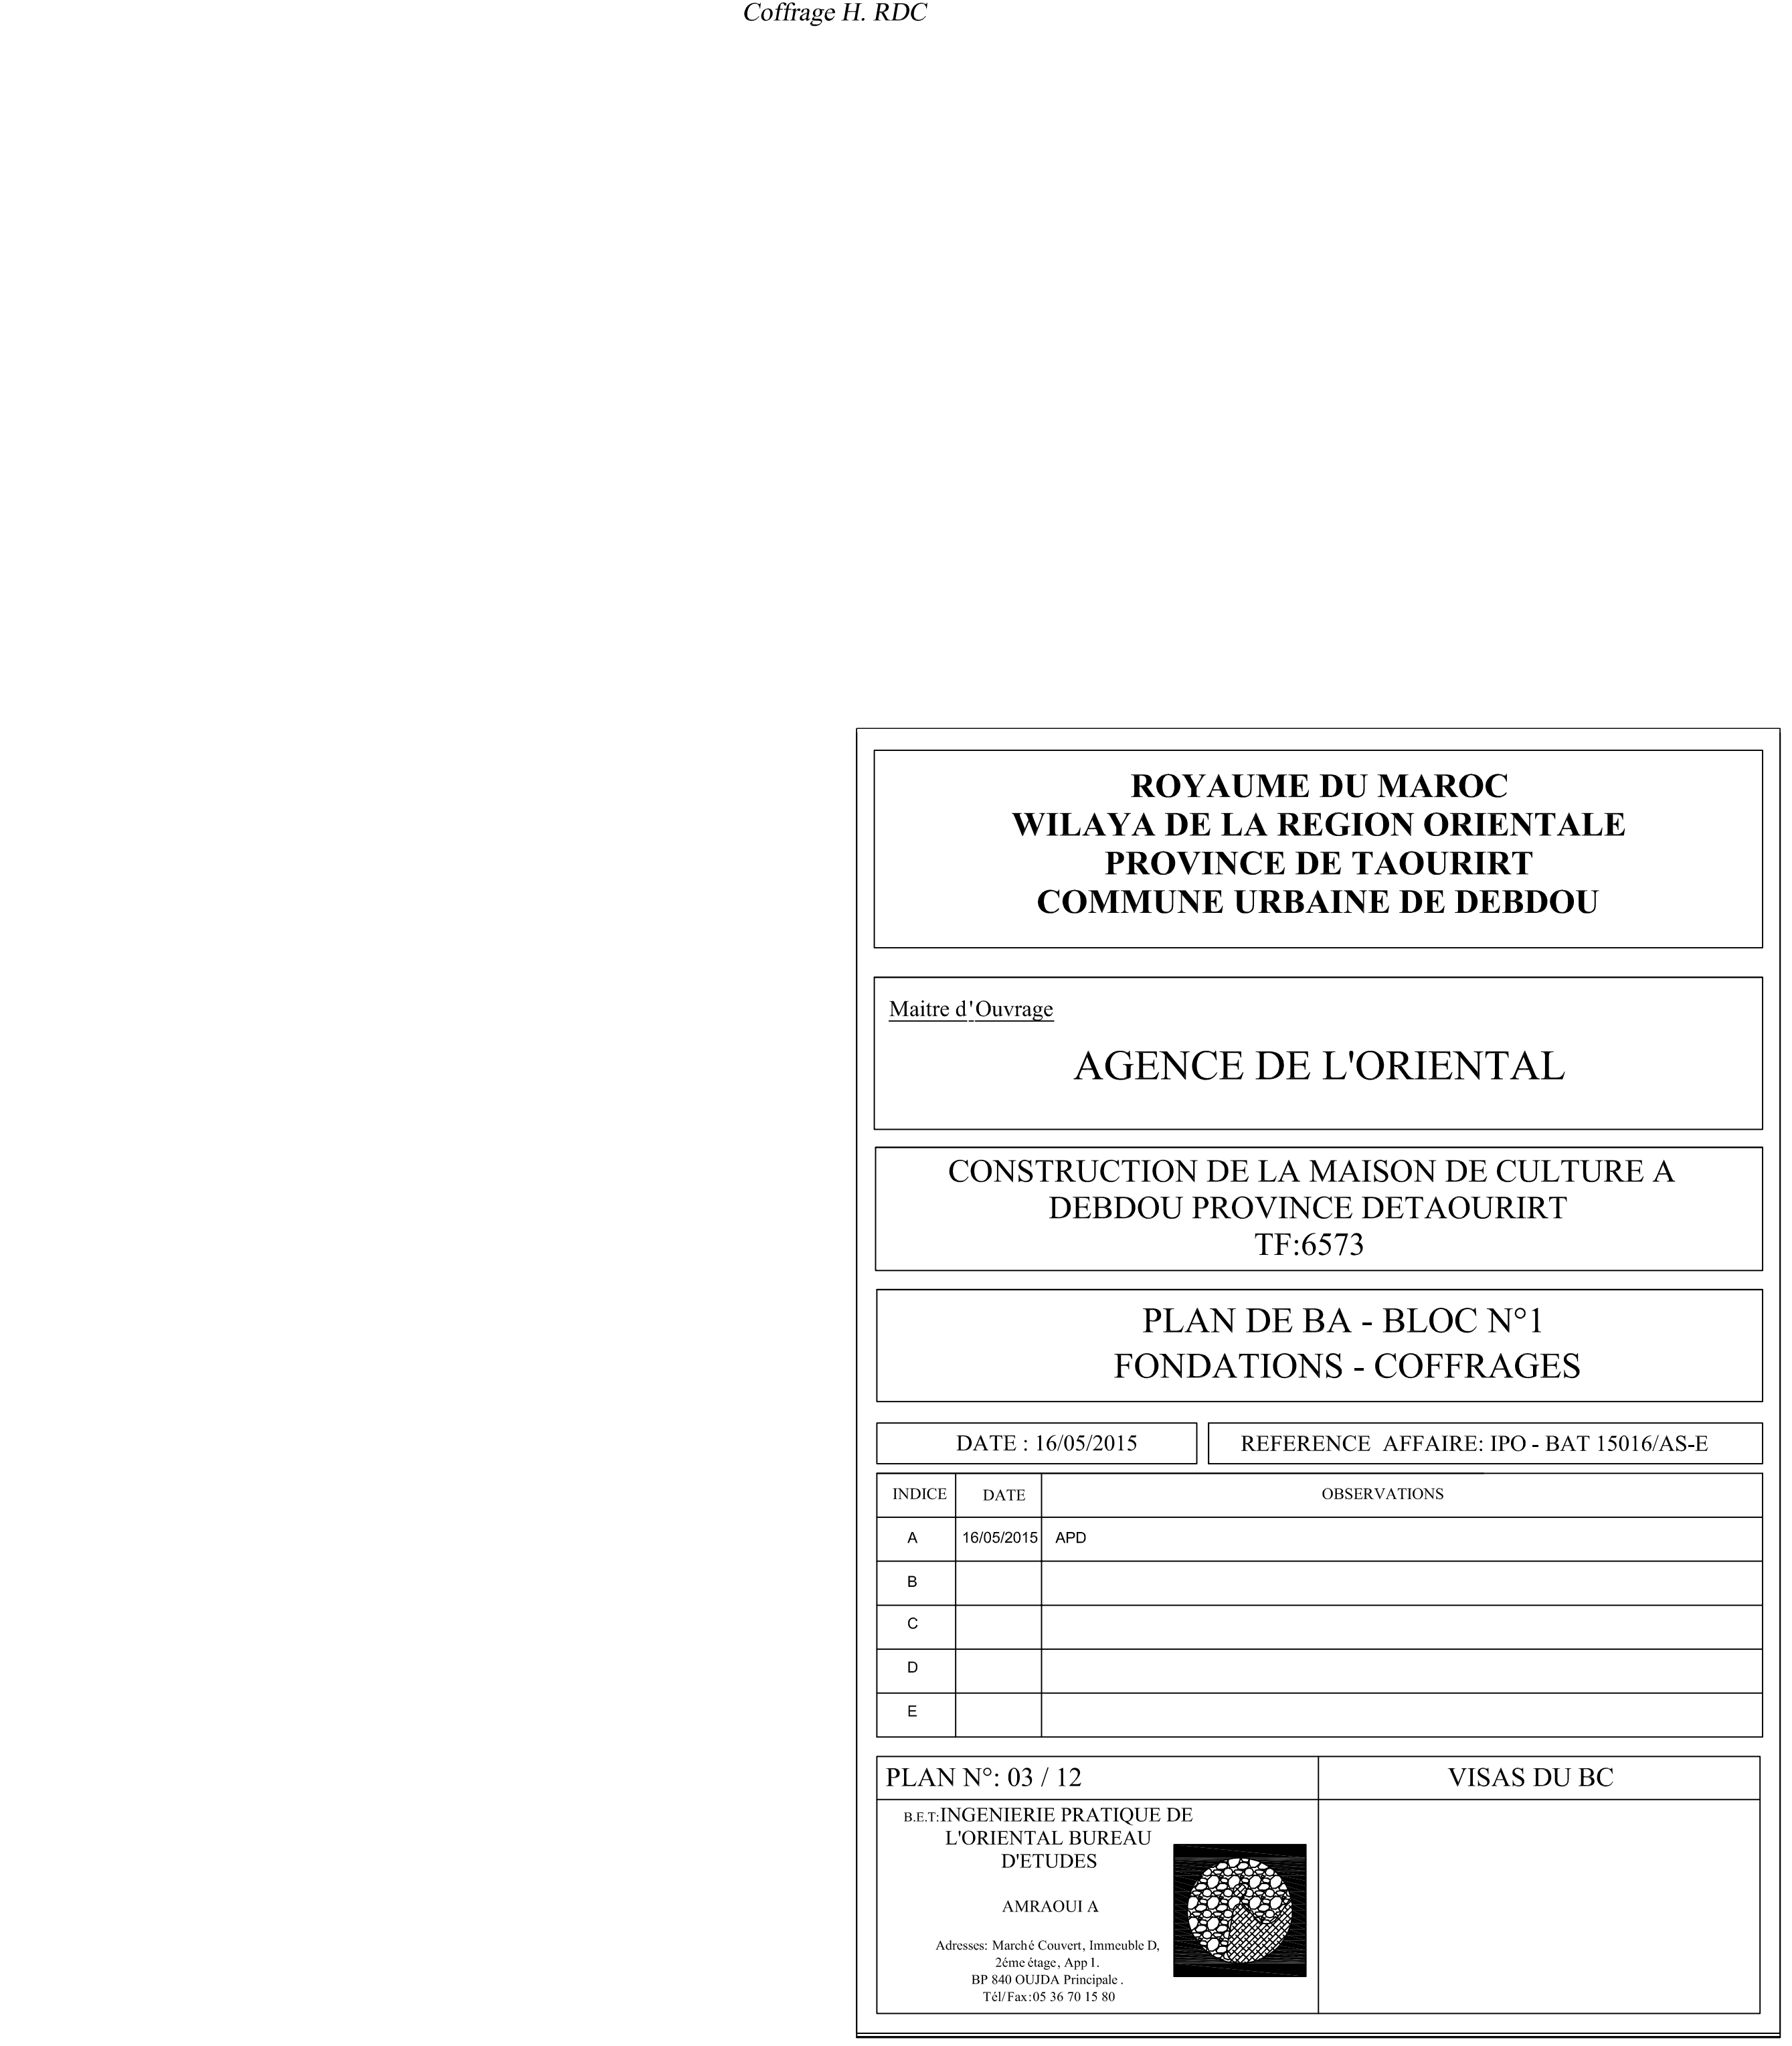 Coffrage H. RDC
ROYAUME DU MAROC
WILAYA DE LA REGION ORIENTALE
PROVINCE DE TAOURIRT
COMMUNE URBAINE DE DEBDOU
Maitre d'Ouvrage
AGENCE DE L'ORIENTAL
CONSTRUCTION DE LA MAISON DE CULTURE A
DEBDOU PROVINCE DETAOURIRT
TF:6573
PLAN DE BA - BLOC N°1
FONDATIONS - COFFRAGES
DATE : 16/05/2015 REFERENCE AFFAIRE: IPO - BAT 15016/AS-E
INDICE DATE OBSERVATIONS
A 16/05/2015 APD
B
C
D
E
PLAN N°: 03 / 12 VISAS DU BC
B.E.T:INGENIERIE PRATIQUE DE
L'ORIENTAL BUREAU
D'ETUDES
AMRAOUI A
Adresses: Marché Couvert, Immeuble D,
2éme étage, App 1.
BP 840 OUJDA Principale .
Tél/Fax:05 36 70 15 80